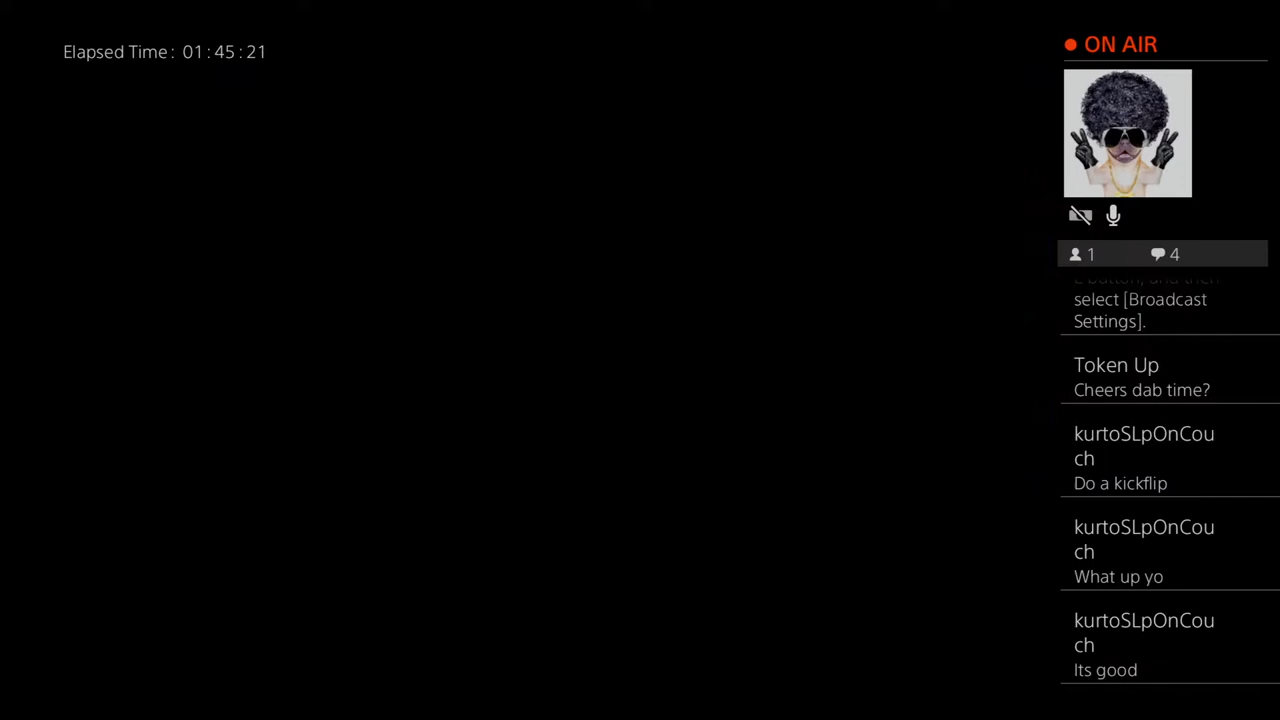 Elapsed Time: 01:45:21
ON AIR
1 4
select [Broadcast
Settings].
Token Up
Cheers dab time?
kurtoSLpOnCou
ch
Do a kickflip
kurtoSLpOnCou
ch
What up yo
kurtoSLpOnCou
ch
Its good